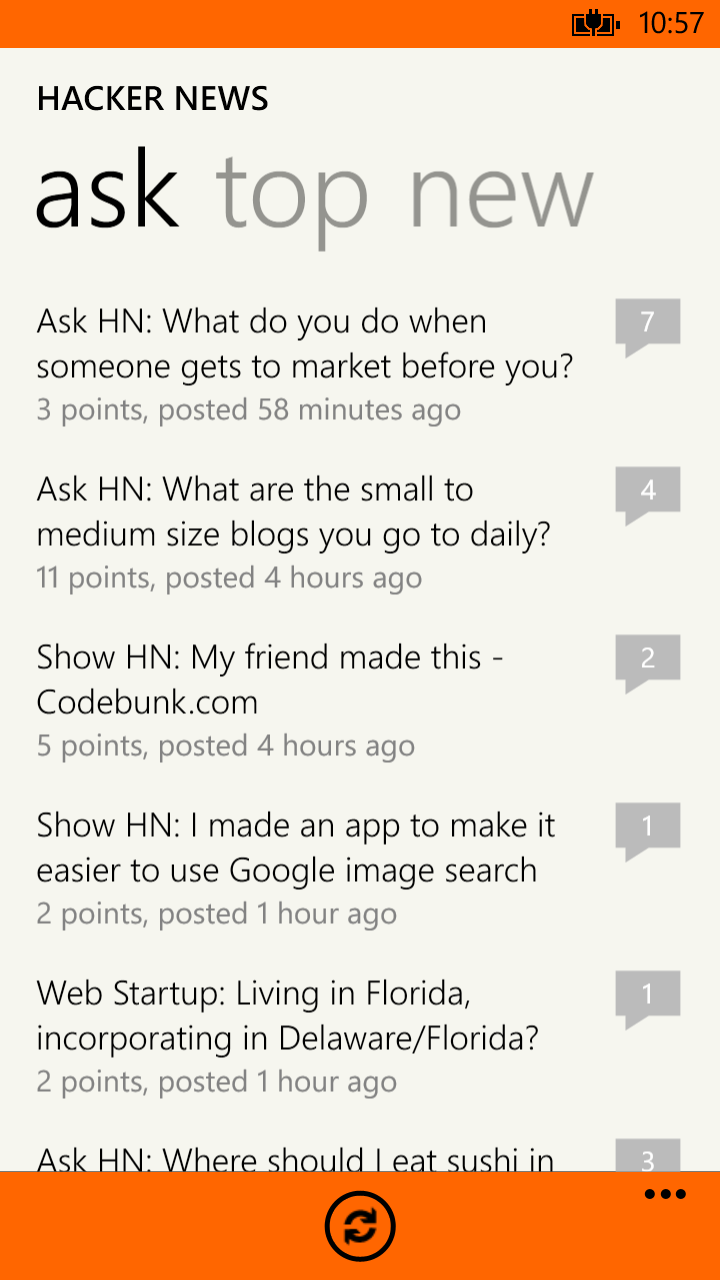 10:57
HACKER NEWS
ask top new
Ask HN: What do you do when
someone gets to market before you?
3 points, posted 58 minutes ago
7
Ask HN: What are the small to
medium size blogs you go to daily?
11 points, posted 4 hours ago
4
Show HN: My friend made this -
Codebunk.com
5 points, posted 4 hours ago
2
Show HN: I made an app to make it
easier to use Google image search
2 points, posted 1 hour ago
1
Web Startup: Living in Florida,
incorporating in Delaware/Florida?
2 points, posted 1 hour ago
1
Ask HN: Where should I eat sushi in
3